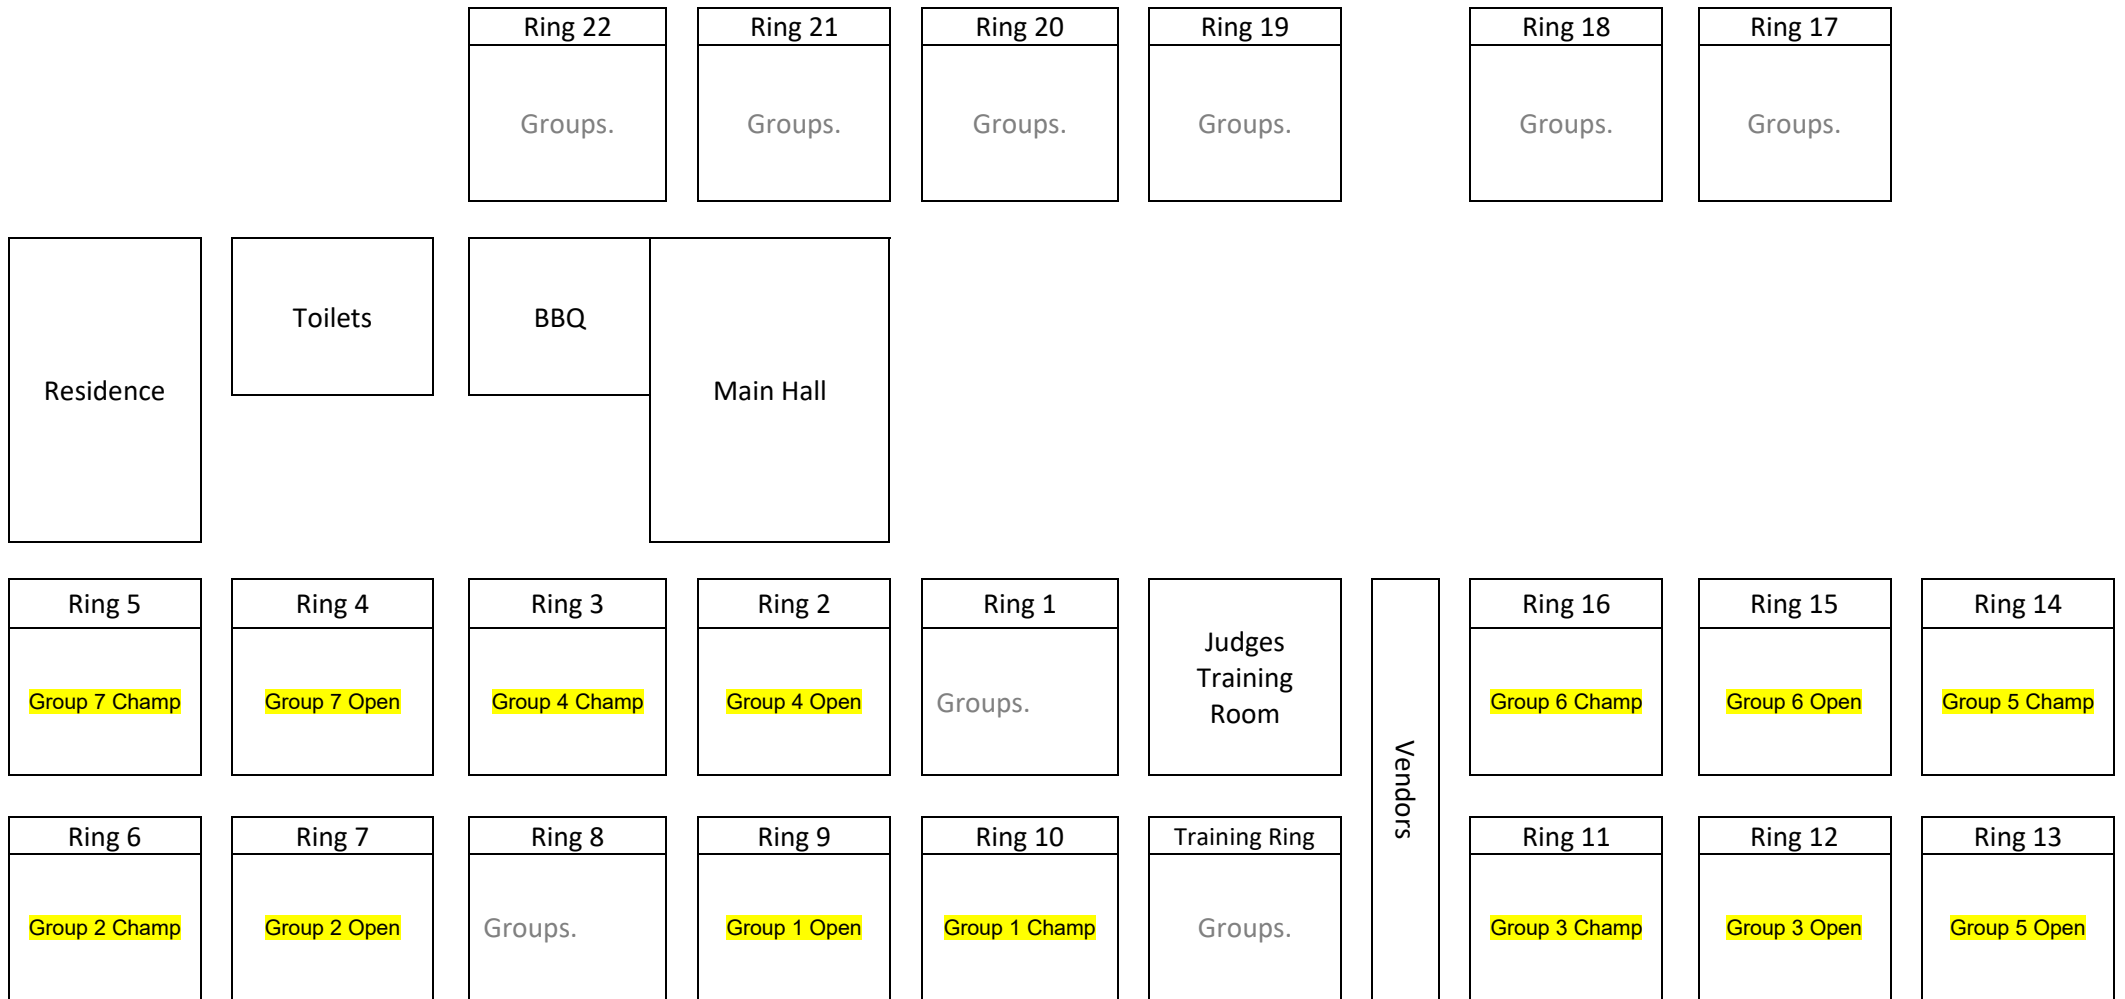 Ring 22
Ring 21
Ring 20
Ring 19
Ring 18
Ring 17
Groups.
Groups.
Groups.
Groups.
Groups.
Groups.
Residence
Toilets
BBQ
Main Hall
Ring 5
Ring 4
Ring 3
Ring 2
Ring 1
Judges
Training
Room
Ring 16
Ring 15
Ring 14
Group 7 Champ
Group 7 Open
Group 4 Champ
Group 4 Open
Groups.
Group 6 Champ
Group 6 Open
Group 5 Champ
Vendors
Ring 6
Ring 7
Ring 8
Ring 9
Ring 10
Training Ring
Ring 11
Ring 12
Ring 13
Group 2 Champ
Group 2 Open
Groups.
Group 1 Open
Group 1 Champ
Groups.
Group 3 Champ
Group 3 Open
Group 5 Open